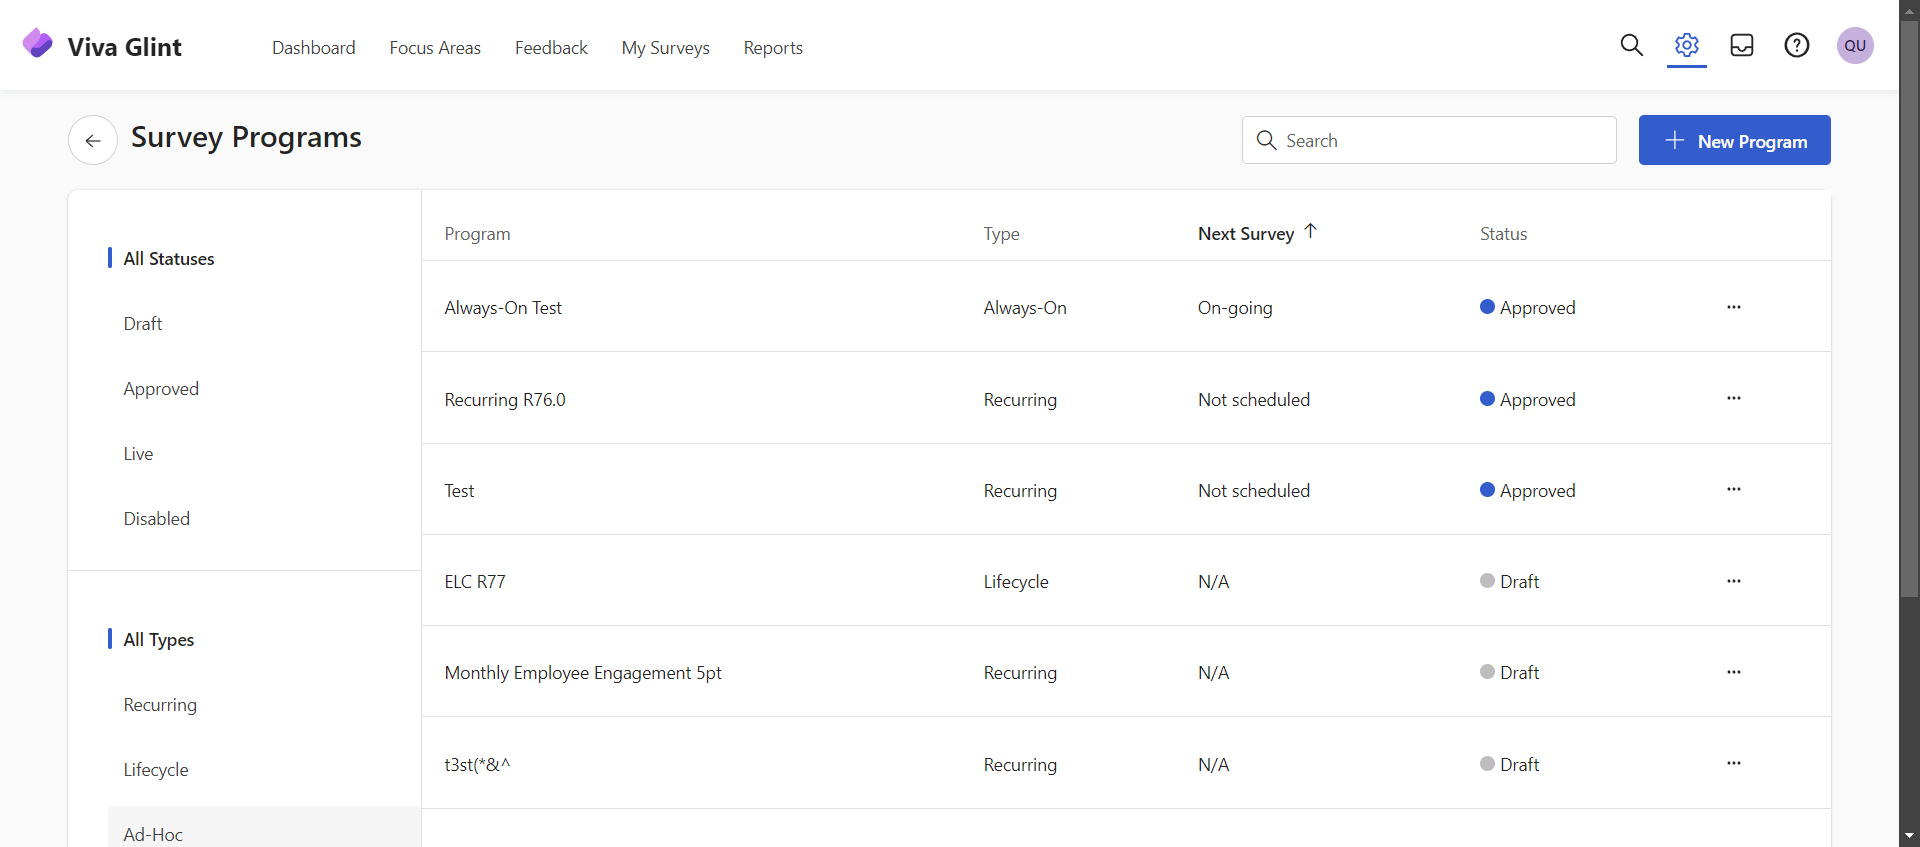 Viva Glint
Dashboard
Focus Areas
Feedback
My Surveys
Reports
QU
Survey Programs
Search
New Program
All Statuses
Draft
Approved
Live
Disabled
All Types
Recurring
Lifecycle
Ad-Hoc
Program Type Next Survey Status
Always-On Test Always-On On-going Approved
Recurring R76.0 Recurring Not scheduled Approved
Test Recurring Not scheduled Approved
ELC R77 Lifecycle N/A Draft
Monthly Employee Engagement 5pt Recurring N/A Draft
t3st(*&^ Recurring N/A Draft